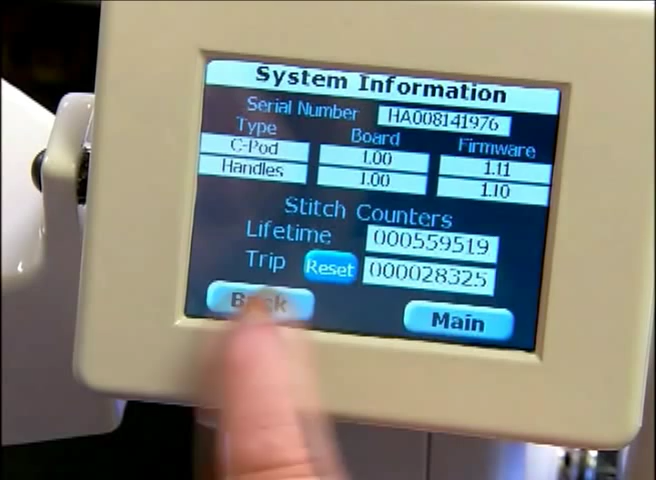 System Information
Serial Number HA008141976
Type Board Firmware
C-Pod 1.00 1.11
Handles 1.00 1.10
Stitch Counters
Lifetime 000559519
Trip Reset 000028325
Back Main